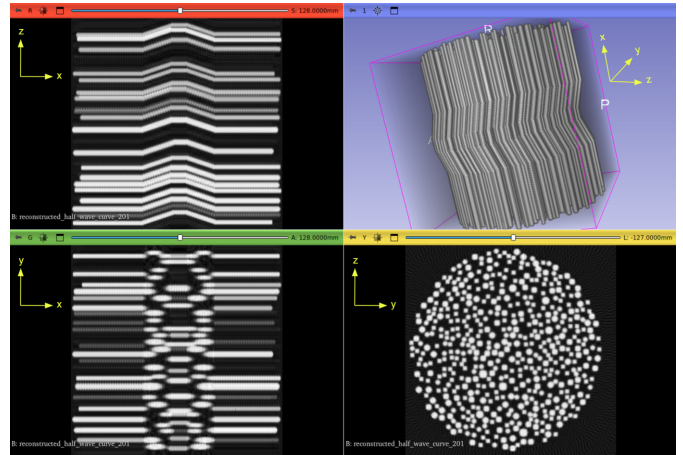 R S: 128.0000mm
z
x
B: reconstructed_half_wave_curve_201
1
R
x
y
z
P
A
G A: 128.0000mm
y
x
B: reconstructed_half_wave_curve_201
Y L: -127.0000mm
z
y
B: reconstructed_half_wave_curve_201